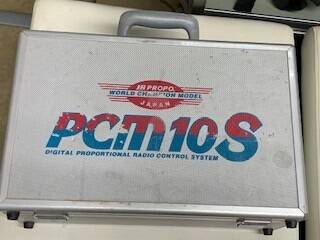 JR PROPO.
WORLD CHAMPION MODEL
JAPAN
PCM10S
DIGITAL PROPORTIONAL RADIO CONTROL SYSTEM